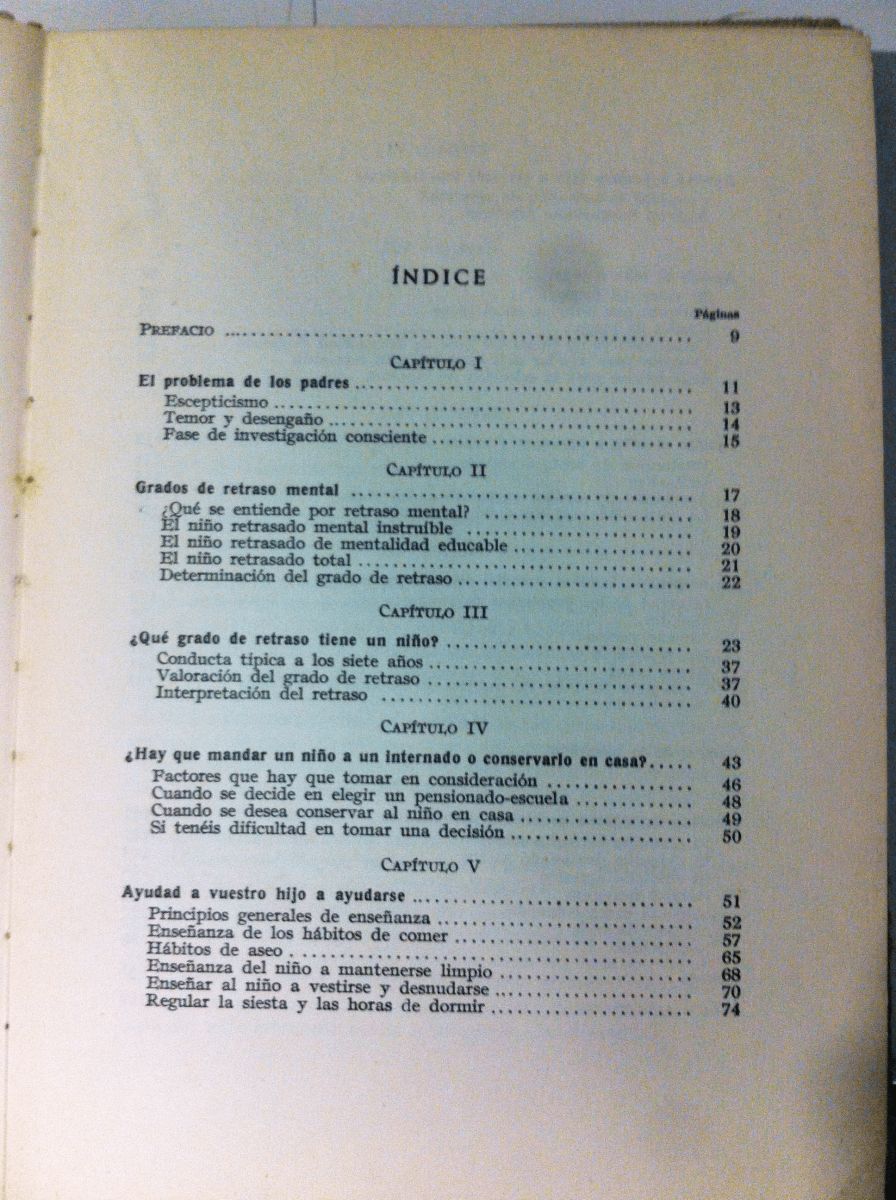 ÍNDICE
Páginas
PREFACIO ........ 9
CAPÍTULO I
El problema de los padres ........ 11
Escepticismo ........ 13
Temor y desengaño ........ 14
Fase de investigación consciente ........ 15
CAPÍTULO II
Grados de retraso mental ........ 17
¿Qué se entiende por retraso mental? ........ 18
El niño retrasado mental instruíble ........ 19
El niño retrasado de mentalidad educable ........ 20
El niño retrasado total ........ 21
Determinación del grado de retraso ........ 22
CAPÍTULO III
¿Qué grado de retraso tiene un niño? ........ 23
Conducta típica a los siete años ........ 37
Valoración del grado de retraso ........ 37
Interpretación del retraso ........ 40
CAPÍTULO IV
¿Hay que mandar un niño a un internado o conservarlo en casa? ..... 43
Factores que hay que tomar en consideración ........ 46
Cuando se decide en elegir un pensionado-escuela ........ 48
Cuando se desea conservar al niño en casa ........ 49
Si tenéis dificultad en tomar una decisión ........ 50
CAPÍTULO V
Ayudad a vuestro hijo a ayudarse ........ 51
Principios generales de enseñanza ........ 52
Enseñanza de los hábitos de comer ........ 57
Hábitos de aseo ........ 65
Enseñanza del niño a mantenerse limpio ........ 68
Enseñar al niño a vestirse y desnudarse ........ 70
Regular la siesta y las horas de dormir ........ 74